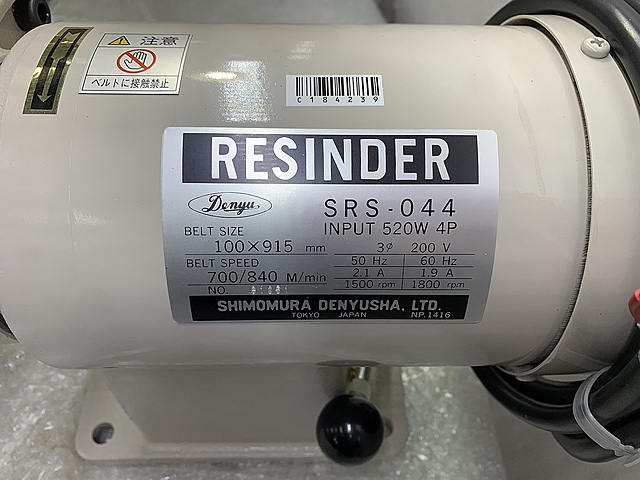 注意
ベルトに接触禁止
C184239
RESINDER
Denyu
SRS-044
INPUT 520W 4P
BELT SIZE
100×915 mm
3φ 200 V
BELT SPEED
50 Hz 60 Hz
700/840 M/min
2.1 A 1.9 A
1500 rpm 1800 rpm
NO.
SHIMOMURA DENYUSHA, LTD.
TOKYO JAPAN NP.1416